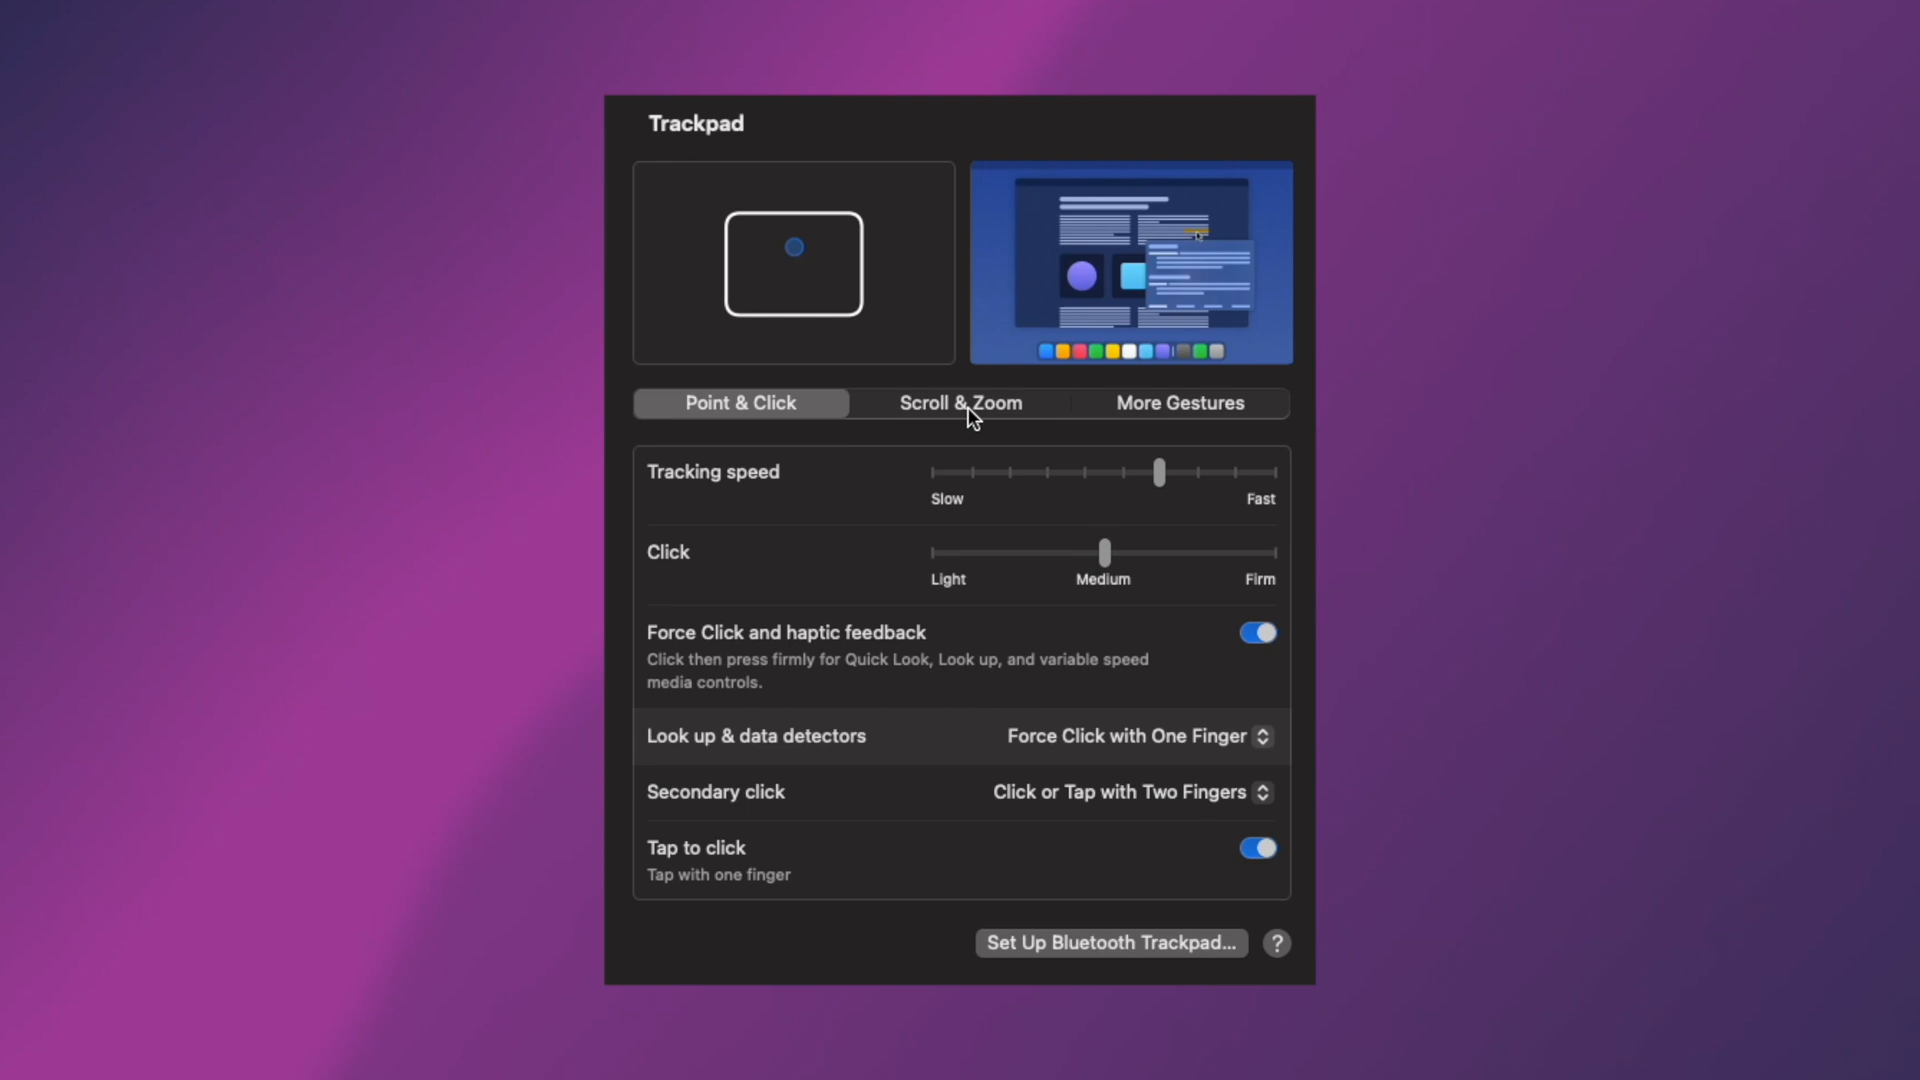 Trackpad
Point & Click
Scroll & Zoom
More Gestures
Tracking speed
Slow
Fast
Click
Light
Medium
Firm
Force Click and haptic feedback
Click then press firmly for Quick Look, Look up, and variable speed
media controls.
Look up & data detectors
Force Click with One Finger
Secondary click
Click or Tap with Two Fingers
Tap to click
Tap with one finger
Set Up Bluetooth Trackpad...
?